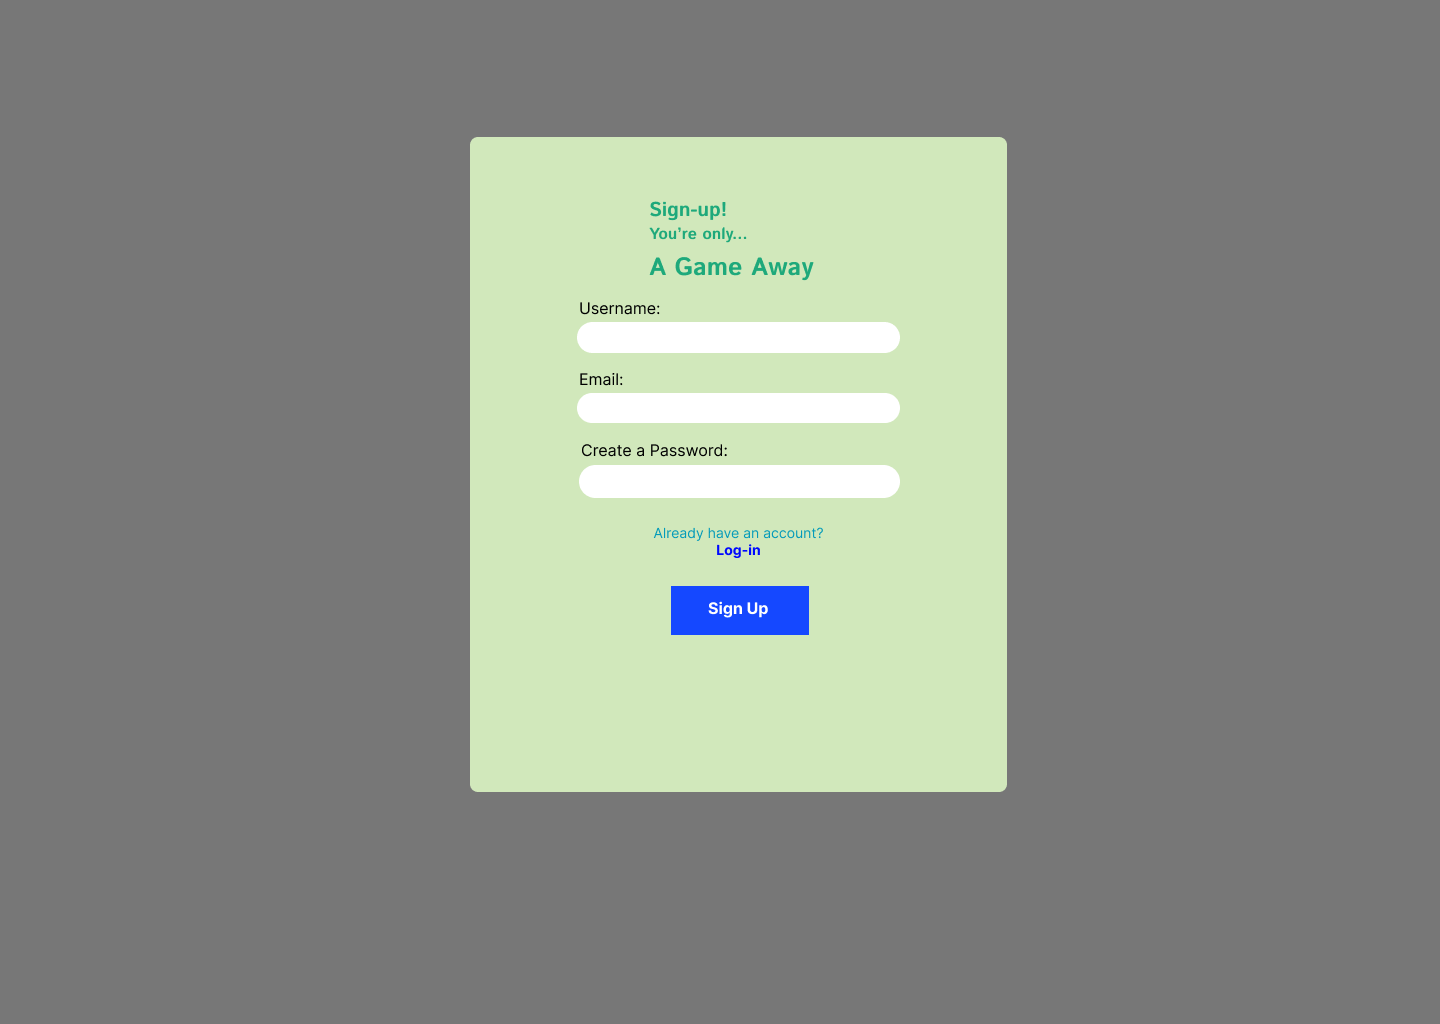 Sign-up!
You’re only...
A Game Away
Username:
Email:
Create a Password:
Already have an account?
Log-in
Sign Up